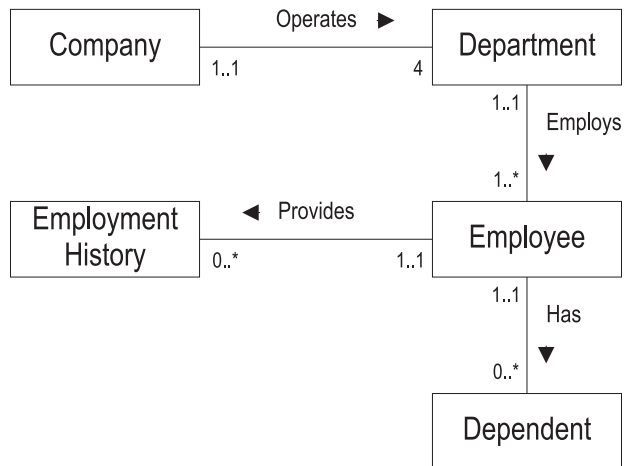 Operates
Company
Department
1..1
4
1..1
Employs
1..*
Provides
Employment
History
Employee
0..*
1..1
1..1
Has
0..*
Dependent